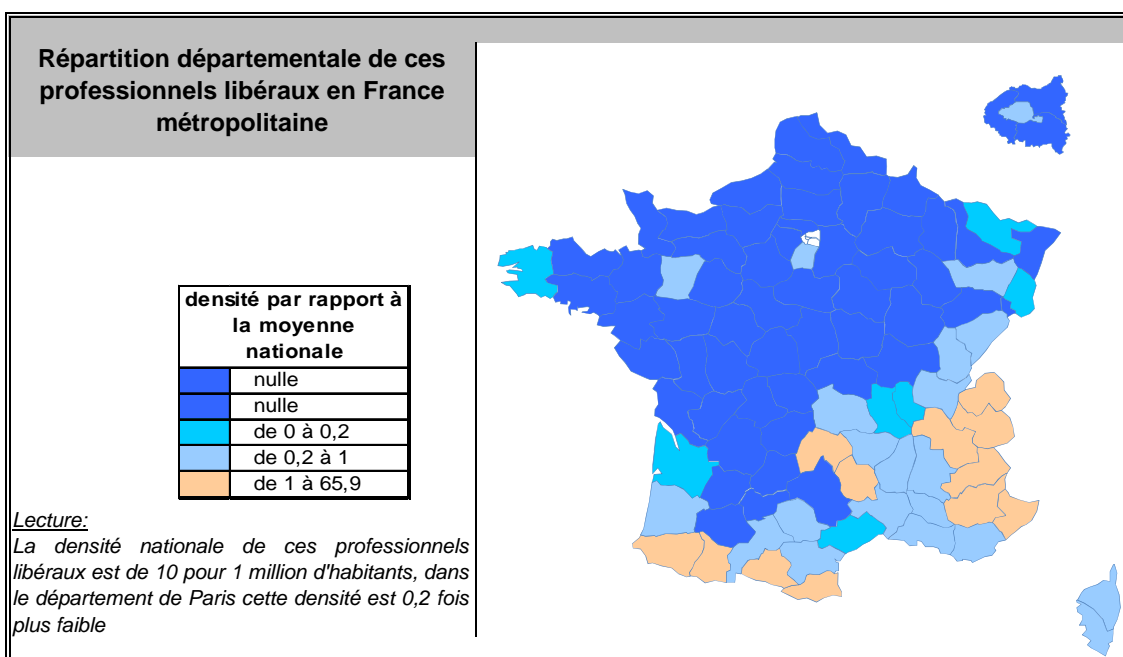 Répartition départementale de ces
professionnels libéraux en France
métropolitaine
densité par rapport à
la moyenne
nationale
nulle
nulle
de 0 à 0,2
de 0,2 à 1
de 1 à 65,9
Lecture:
La densité nationale de ces professionnels
libéraux est de 10 pour 1 million d'habitants, dans
le département de Paris cette densité est 0,2 fois
plus faible